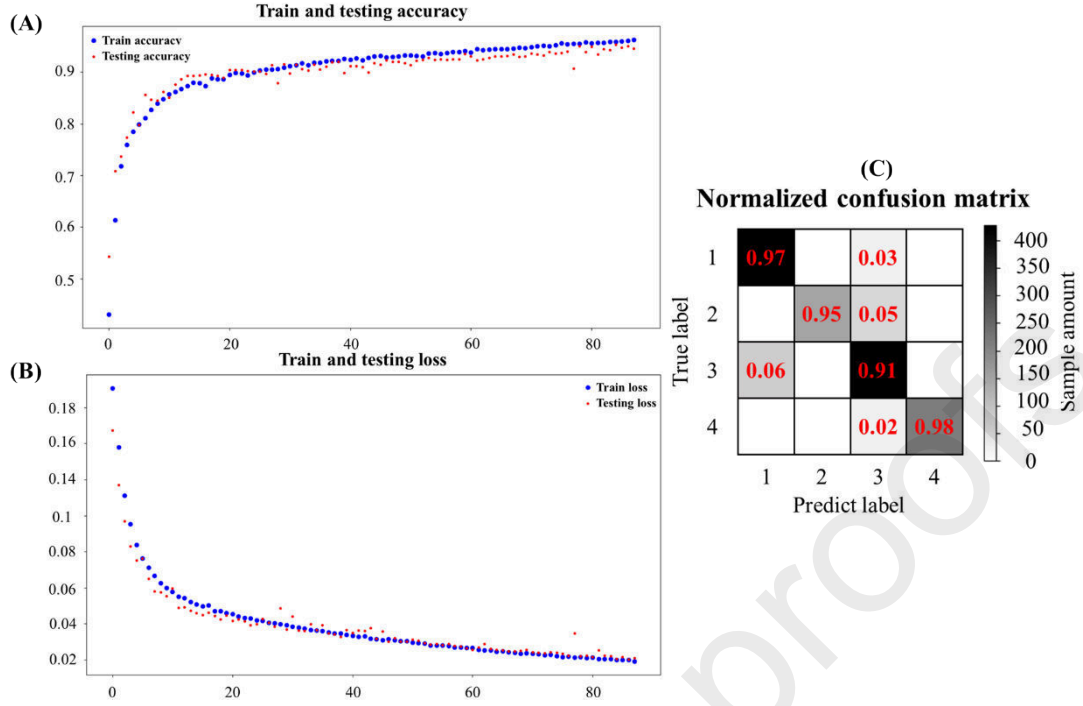 (A)
Train and testing accuracy
Train accuracy
Testing accuracy
0.9
0.8
0.7
0.6
0.5
0 20 40 60 80
(B)
Train and testing loss
Train loss
Testing loss
0.18
0.16
0.14
0.1
0.08
0.06
0.04
0.02
0 20 40 60 80
(C)
Normalized confusion matrix
True label
1
2
3
4
0.97 0.03
0.95 0.05
0.06 0.91
0.02 0.98
1 2 3 4
Predict label
400
350
300
250
200
150
100
50
0
Sample amount
proofs